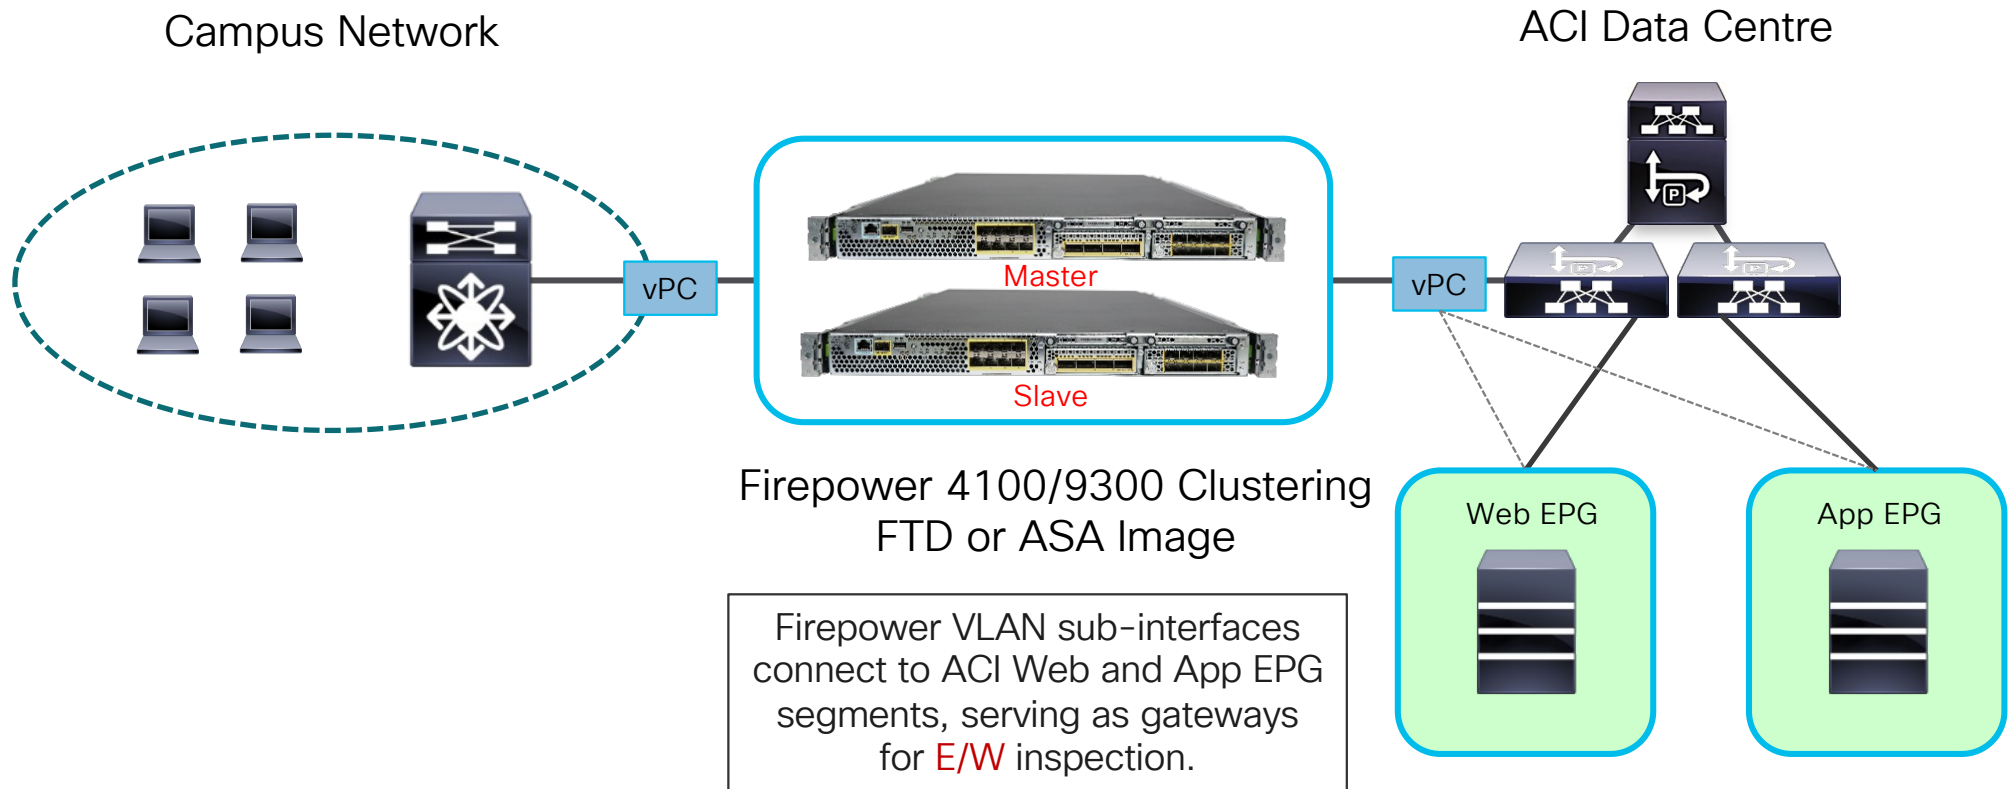 Campus Network
ACI Data Centre
vPC
Master
Slave
vPC
P
P
P
Firepower 4100/9300 Clustering
FTD or ASA Image
Web EPG
App EPG
Firepower VLAN sub-interfaces
connect to ACI Web and App EPG
segments, serving as gateways
for E/W inspection.